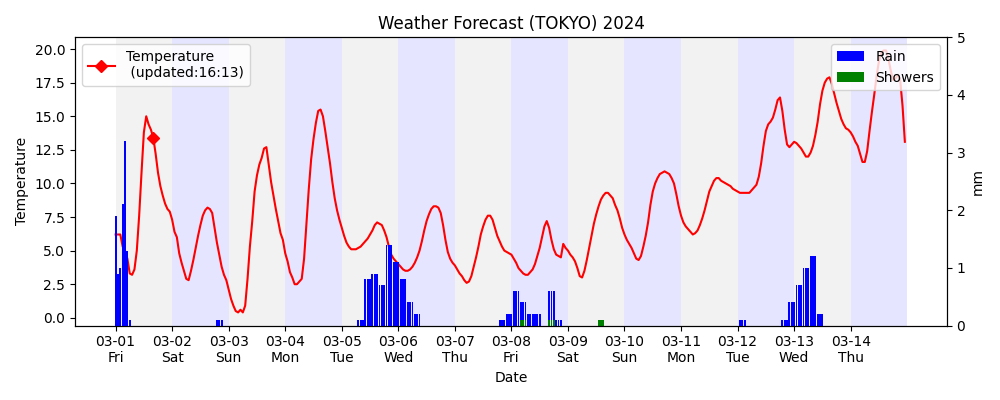 Weather Forecast (TOKYO) 2024
Temperature
(updated:16:13)
Rain
Showers
20.0
17.5
15.0
12.5
10.0
7.5
5.0
2.5
0.0
Temperature
5
4
3
2
1
0
mm
03-01 03-02 03-03 03-04 03-05 03-06 03-07 03-08 03-09 03-10 03-11 03-12 03-13 03-14
Fri Sat Sun Mon Tue Wed Thu Fri Sat Sun Mon Tue Wed Thu
Date